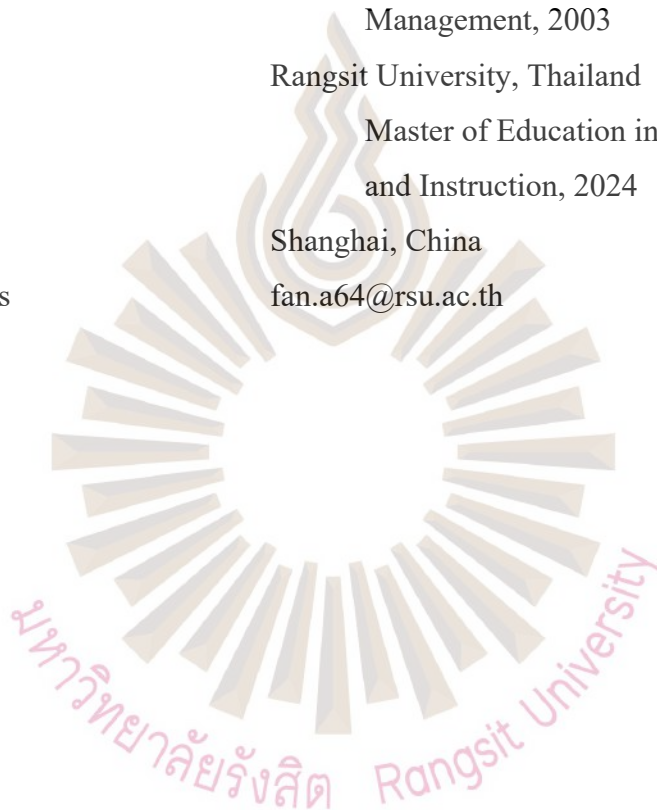 Management, 2003
Rangsit University, Thailand
Master of Education in
and Instruction, 2024
Shanghai, China
s fan.a64@rsu.ac.th
มหาวิทยาลัยรังสิต Rangsit University